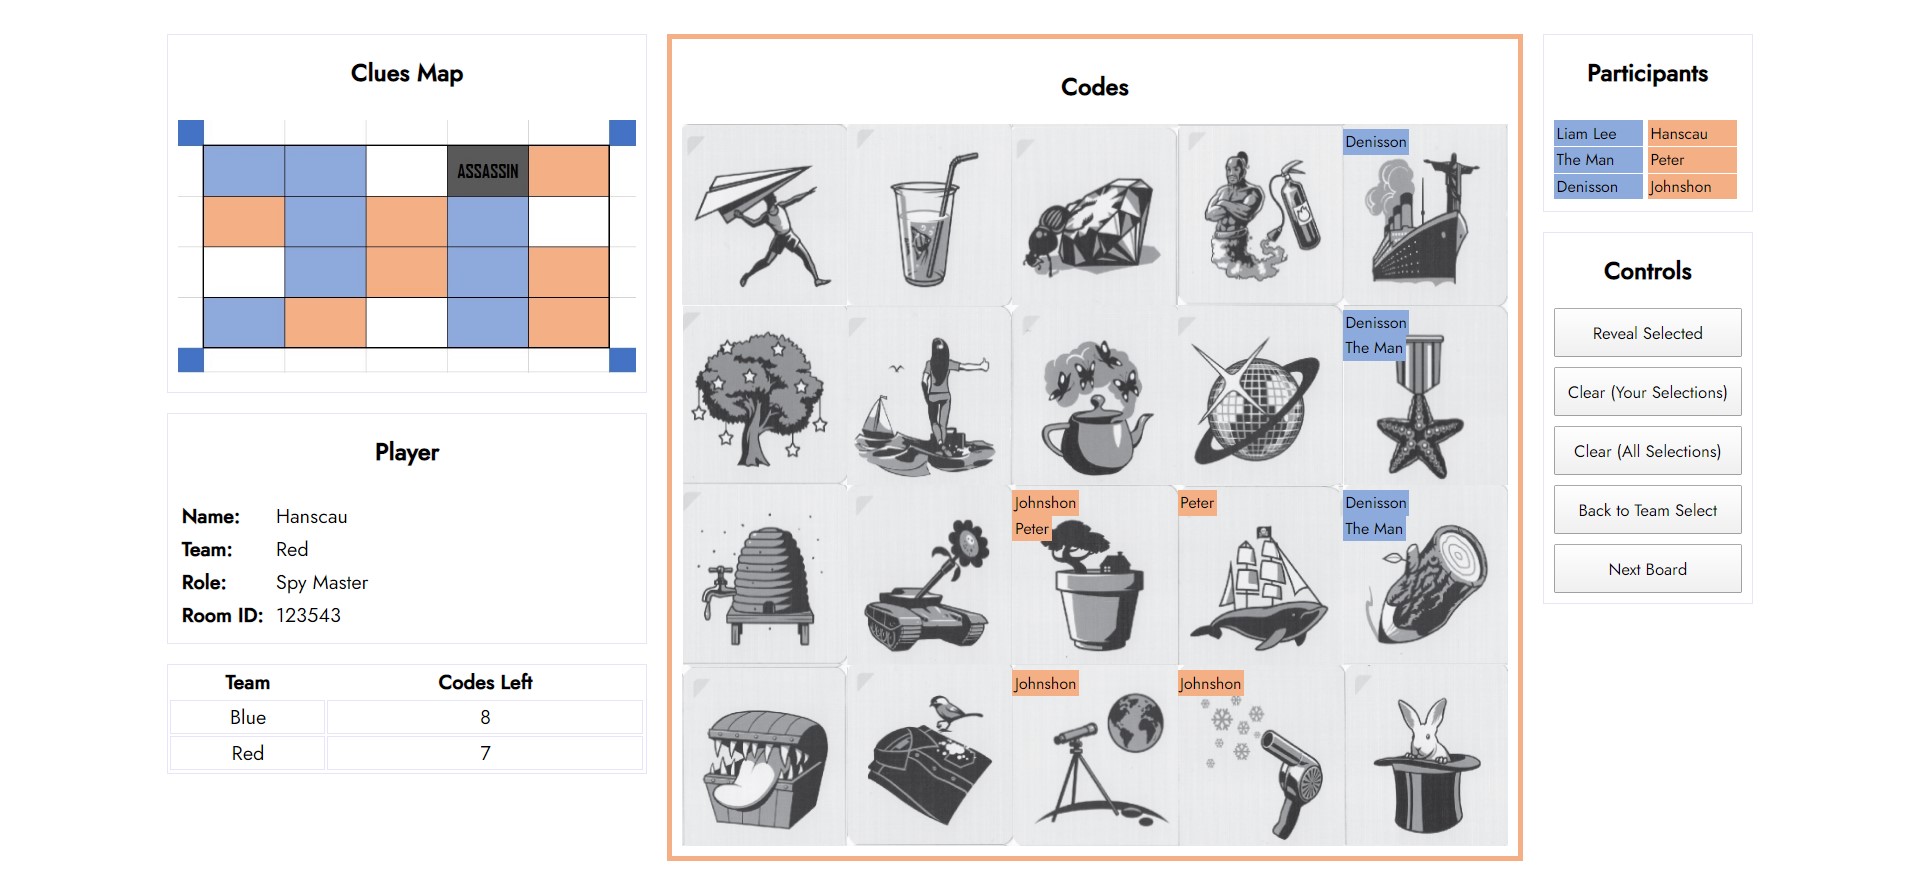 Clues Map
ASSASSIN
Player
Name: Hanscau
Team: Red
Role: Spy Master
Room ID: 123543
Team Codes Left
Blue 8
Red 7
Codes
Denisson
Denisson
The Man
Johnshon
Peter
Peter
Denisson
The Man
Johnshon
Johnshon
Participants
Liam Lee Hanscau
The Man Peter
Denisson Johnshon
Controls
Reveal Selected
Clear (Your Selections)
Clear (All Selections)
Back to Team Select
Next Board